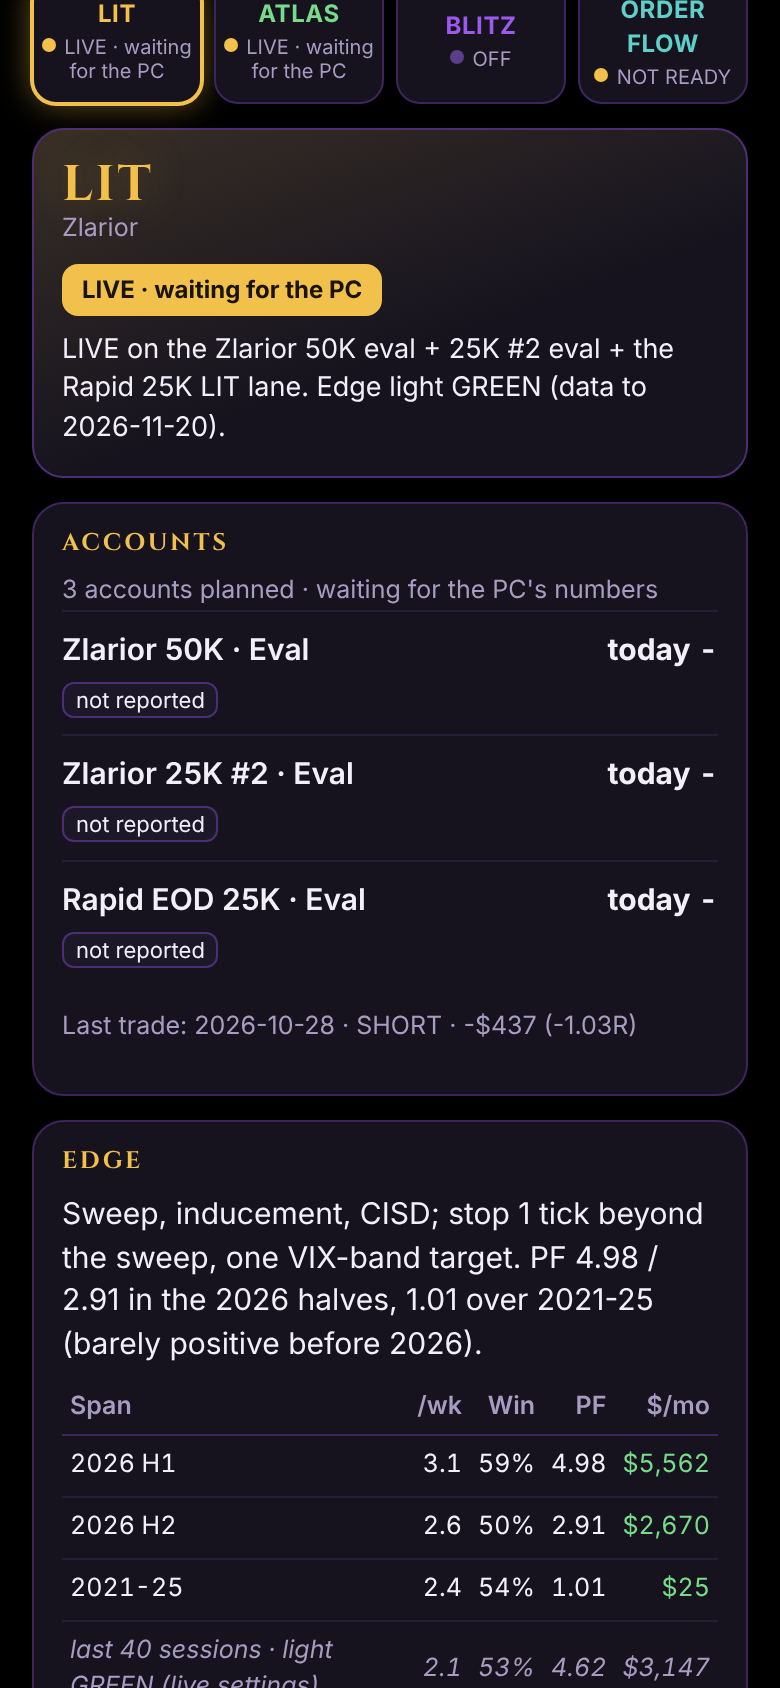 LIT
LIVE · waiting
for the PC
ATLAS
LIVE · waiting
for the PC
BLITZ
OFF
ORDER
FLOW
NOT READY
LIT
Zlarior
LIVE · waiting for the PC
LIVE on the Zlarior 50K eval + 25K #2 eval + the
Rapid 25K LIT lane. Edge light GREEN (data to
2026-11-20).
ACCOUNTS
3 accounts planned · waiting for the PC's numbers
Zlarior 50K · Eval today -
not reported
Zlarior 25K #2 · Eval today -
not reported
Rapid EOD 25K · Eval today -
not reported
Last trade: 2026-10-28 · SHORT · -$437 (-1.03R)
EDGE
Sweep, inducement, CISD; stop 1 tick beyond
the sweep, one VIX-band target. PF 4.98 /
2.91 in the 2026 halves, 1.01 over 2021-25
(barely positive before 2026).
Span /wk Win PF $/mo
2026 H1 3.1 59% 4.98 $5,562
2026 H2 2.6 50% 2.91 $2,670
2021-25 2.4 54% 1.01 $25
last 40 sessions · light
GREEN (live settings) 2.1 53% 4.62 $3,147